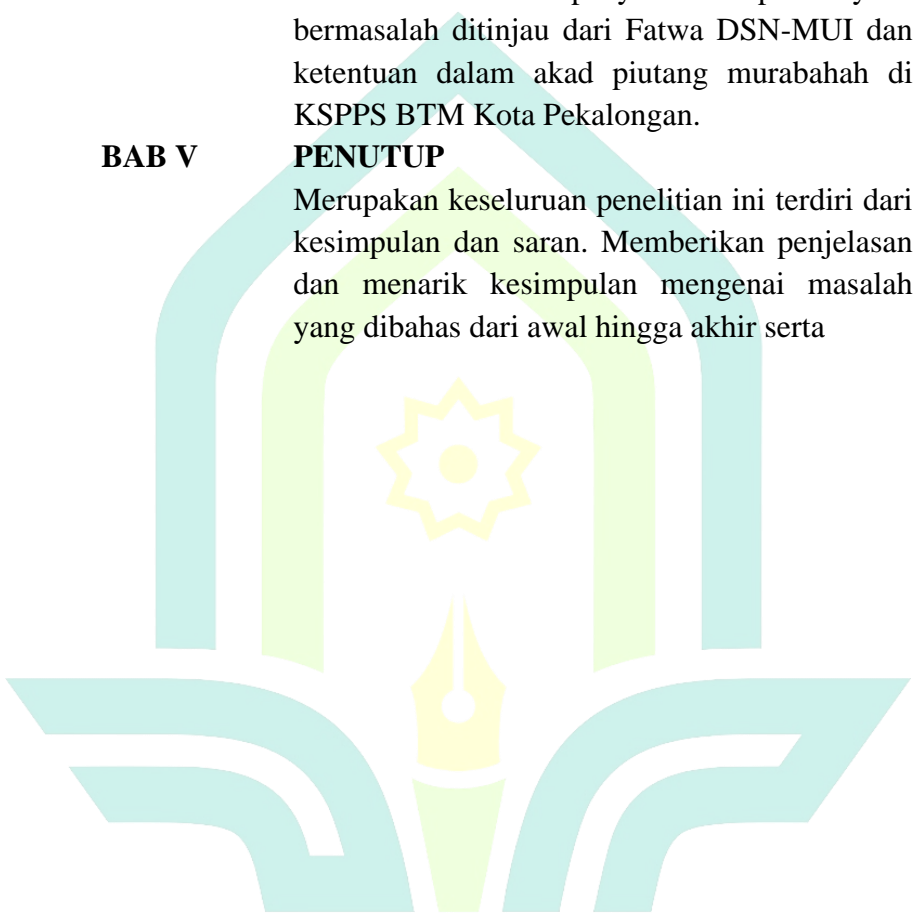 bermasalah ditinjau dari Fatwa DSN-MUI dan
ketentuan dalam akad piutang murabahah di
KSPPS BTM Kota Pekalongan.
BAB V PENUTUP
Merupakan keseluruan penelitian ini terdiri dari
kesimpulan dan saran. Memberikan penjelasan
dan menarik kesimpulan mengenai masalah
yang dibahas dari awal hingga akhir serta